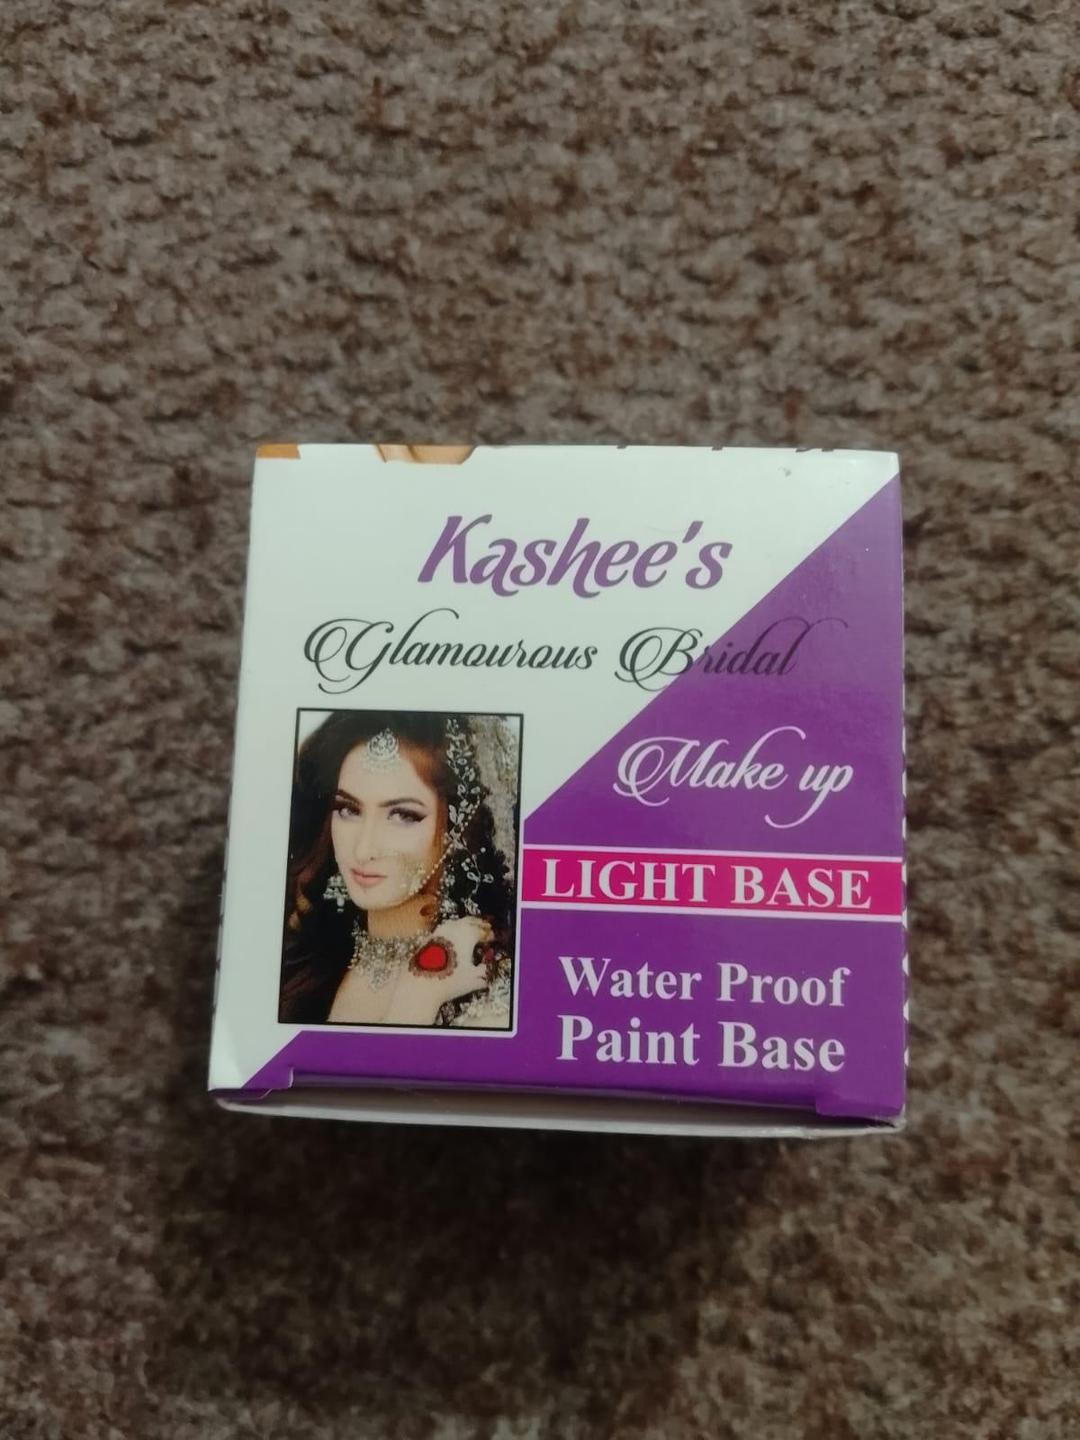 Kashee's
Glamourous Bridal
Make up
LIGHT BASE
Water Proof
Paint Base